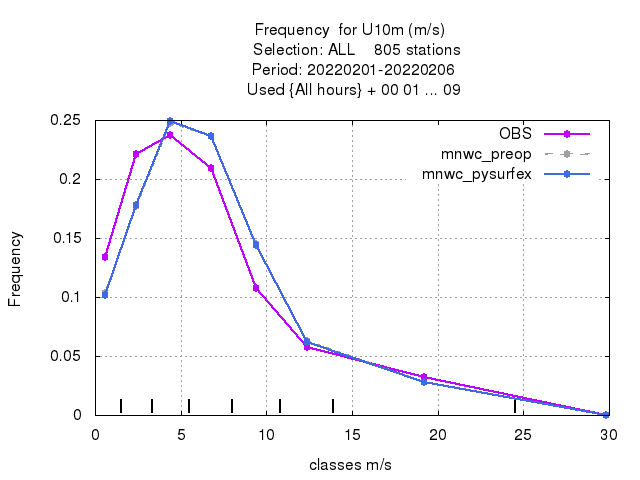 Frequency  for U10m (m/s)
Selection: ALL    805 stations
Period: 20220201-20220206
Used {All hours} + 00 01 ... 09
0.25
0.2
0.15
0.1
0.05
0
Frequency
OBS
mnwc_preop
mnwc_pysurfex
0 5 10 15 20 25 30
classes m/s